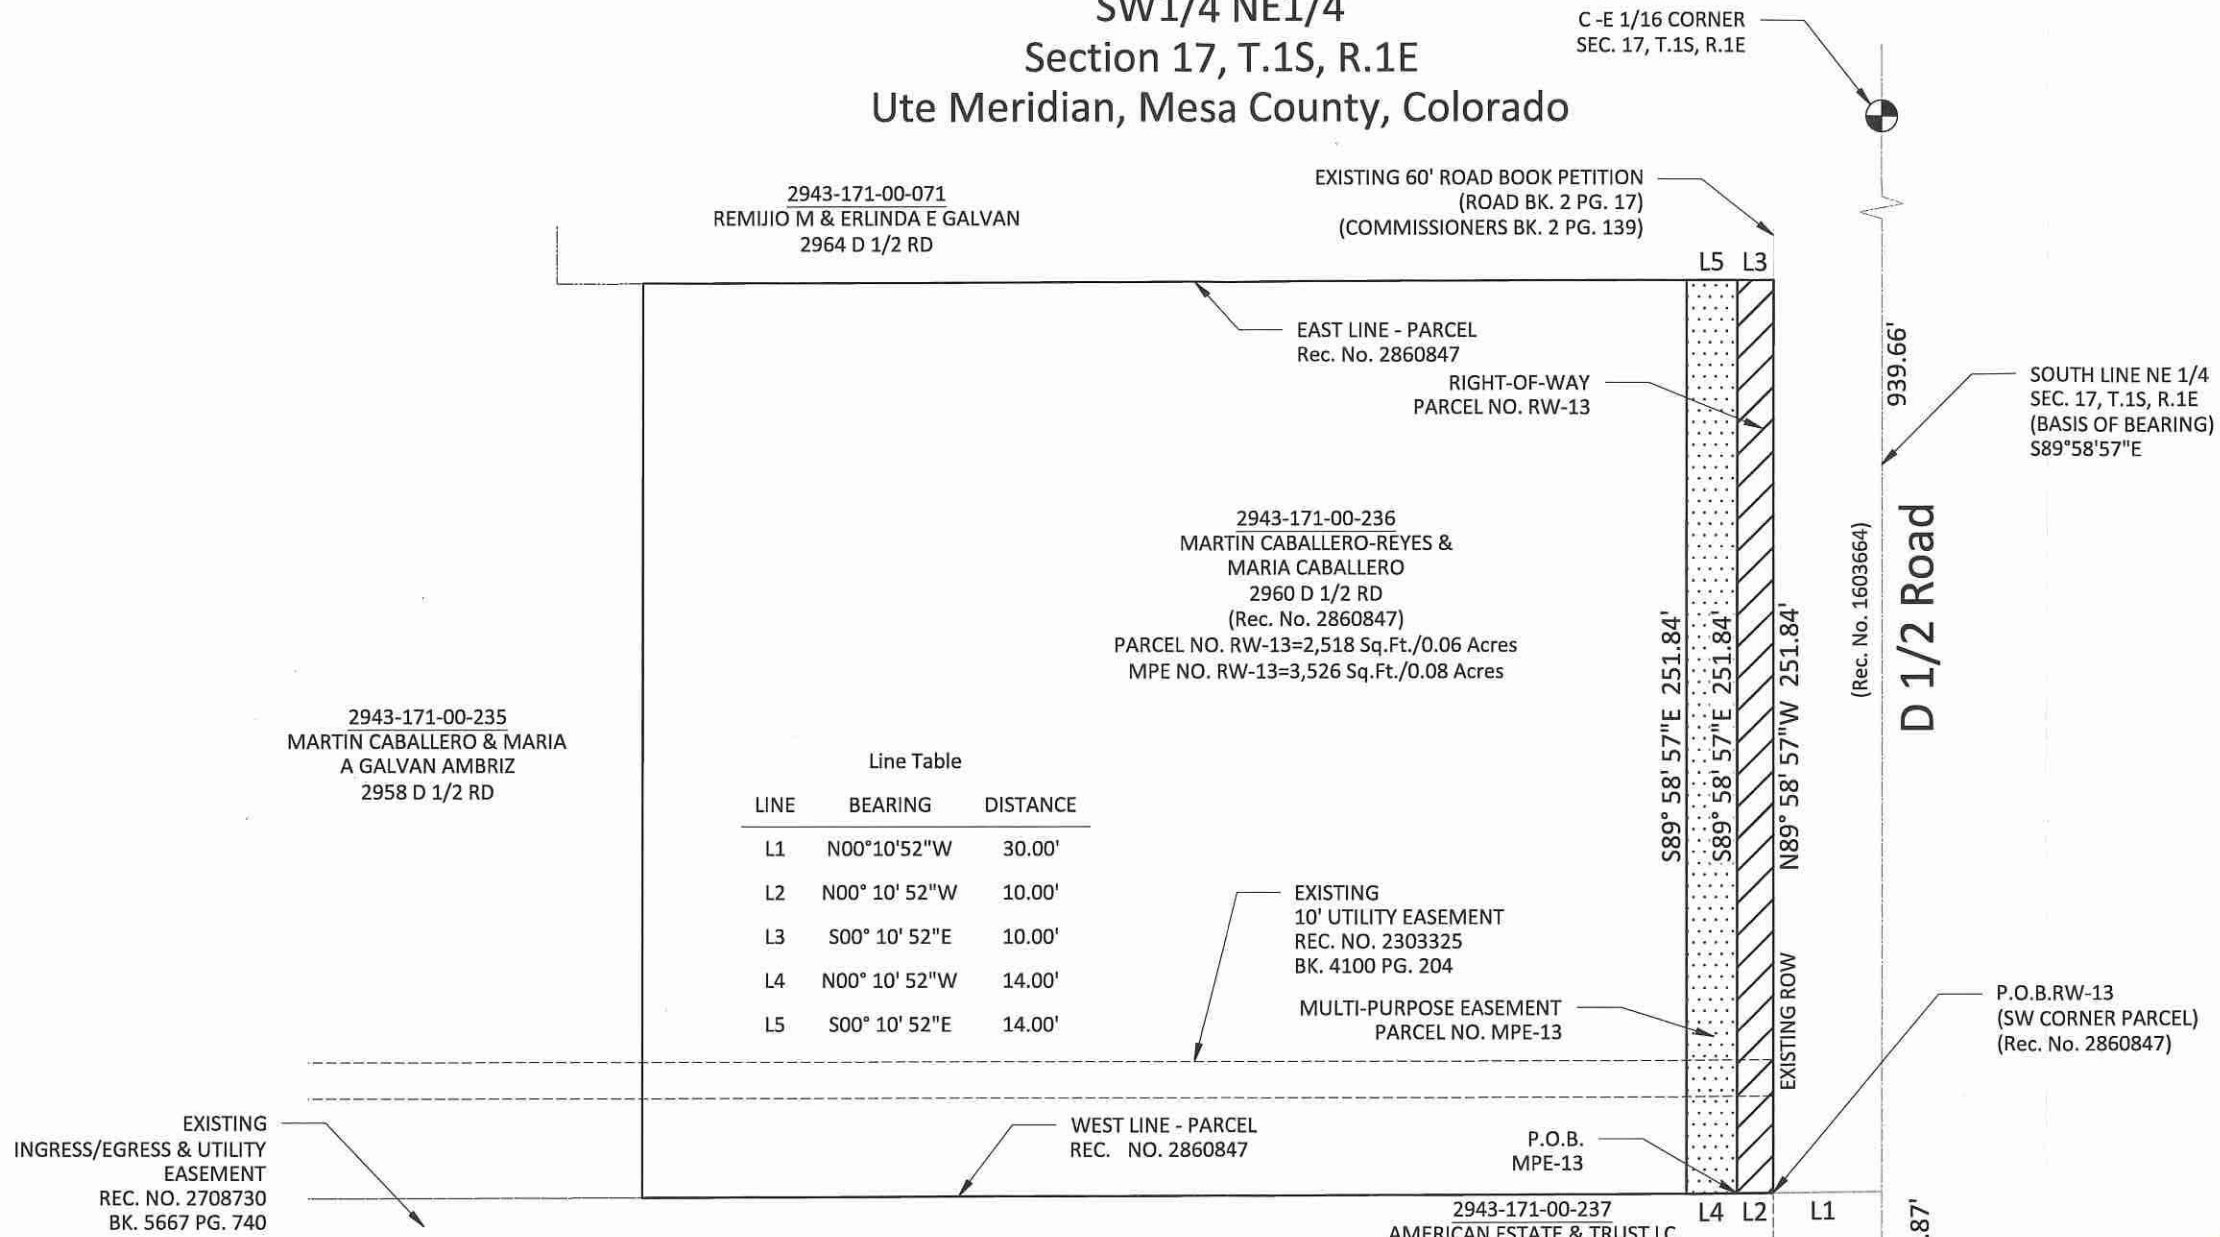 SW1/4 NE1/4
Section 17, T.1S, R.1E
Ute Meridian, Mesa County, Colorado
C -E 1/16 CORNER
SEC. 17, T.1S, R.1E
2943-171-00-071
REMIJIO M & ERLINDA E GALVAN
2964 D 1/2 RD
EXISTING 60' ROAD BOOK PETITION
(ROAD BK. 2 PG. 17)
(COMMISSIONERS BK. 2 PG. 139)
L5 L3
EAST LINE - PARCEL
Rec. No. 2860847
RIGHT-OF-WAY
PARCEL NO. RW-13
939.66'
SOUTH LINE NE 1/4
SEC. 17, T.1S, R.1E
(BASIS OF BEARING)
S89°58'57"E
2943-171-00-236
MARTIN CABALLERO-REYES &
MARIA CABALLERO
2960 D 1/2 RD
(Rec. No. 2860847)
PARCEL NO. RW-13=2,518 Sq.Ft./0.06 Acres
MPE NO. RW-13=3,526 Sq.Ft./0.08 Acres
S89° 58' 57"E 251.84'
S89° 58' 57"E 251.84'
N89° 58' 57"W 251.84'
(Rec. No. 1603664)
D 1/2 Road
2943-171-00-235
MARTIN CABALLERO & MARIA
A GALVAN AMBRIZ
2958 D 1/2 RD
Line Table
LINE BEARING DISTANCE
L1 N00°10'52"W 30.00'
L2 N00° 10' 52"W 10.00'
L3 S00° 10' 52"E 10.00'
L4 N00° 10' 52"W 14.00'
L5 S00° 10' 52"E 14.00'
EXISTING
10' UTILITY EASEMENT
REC. NO. 2303325
BK. 4100 PG. 204
MULTI-PURPOSE EASEMENT
PARCEL NO. MPE-13
EXISTING ROW
P.O.B.RW-13
(SW CORNER PARCEL)
(Rec. No. 2860847)
EXISTING
INGRESS/EGRESS & UTILITY
EASEMENT
REC. NO. 2708730
BK. 5667 PG. 740
WEST LINE - PARCEL
REC. NO. 2860847
P.O.B.
MPE-13
2943-171-00-237
AMERICAN ESTATE & TRUST LC
L4 L2 L1
.87'